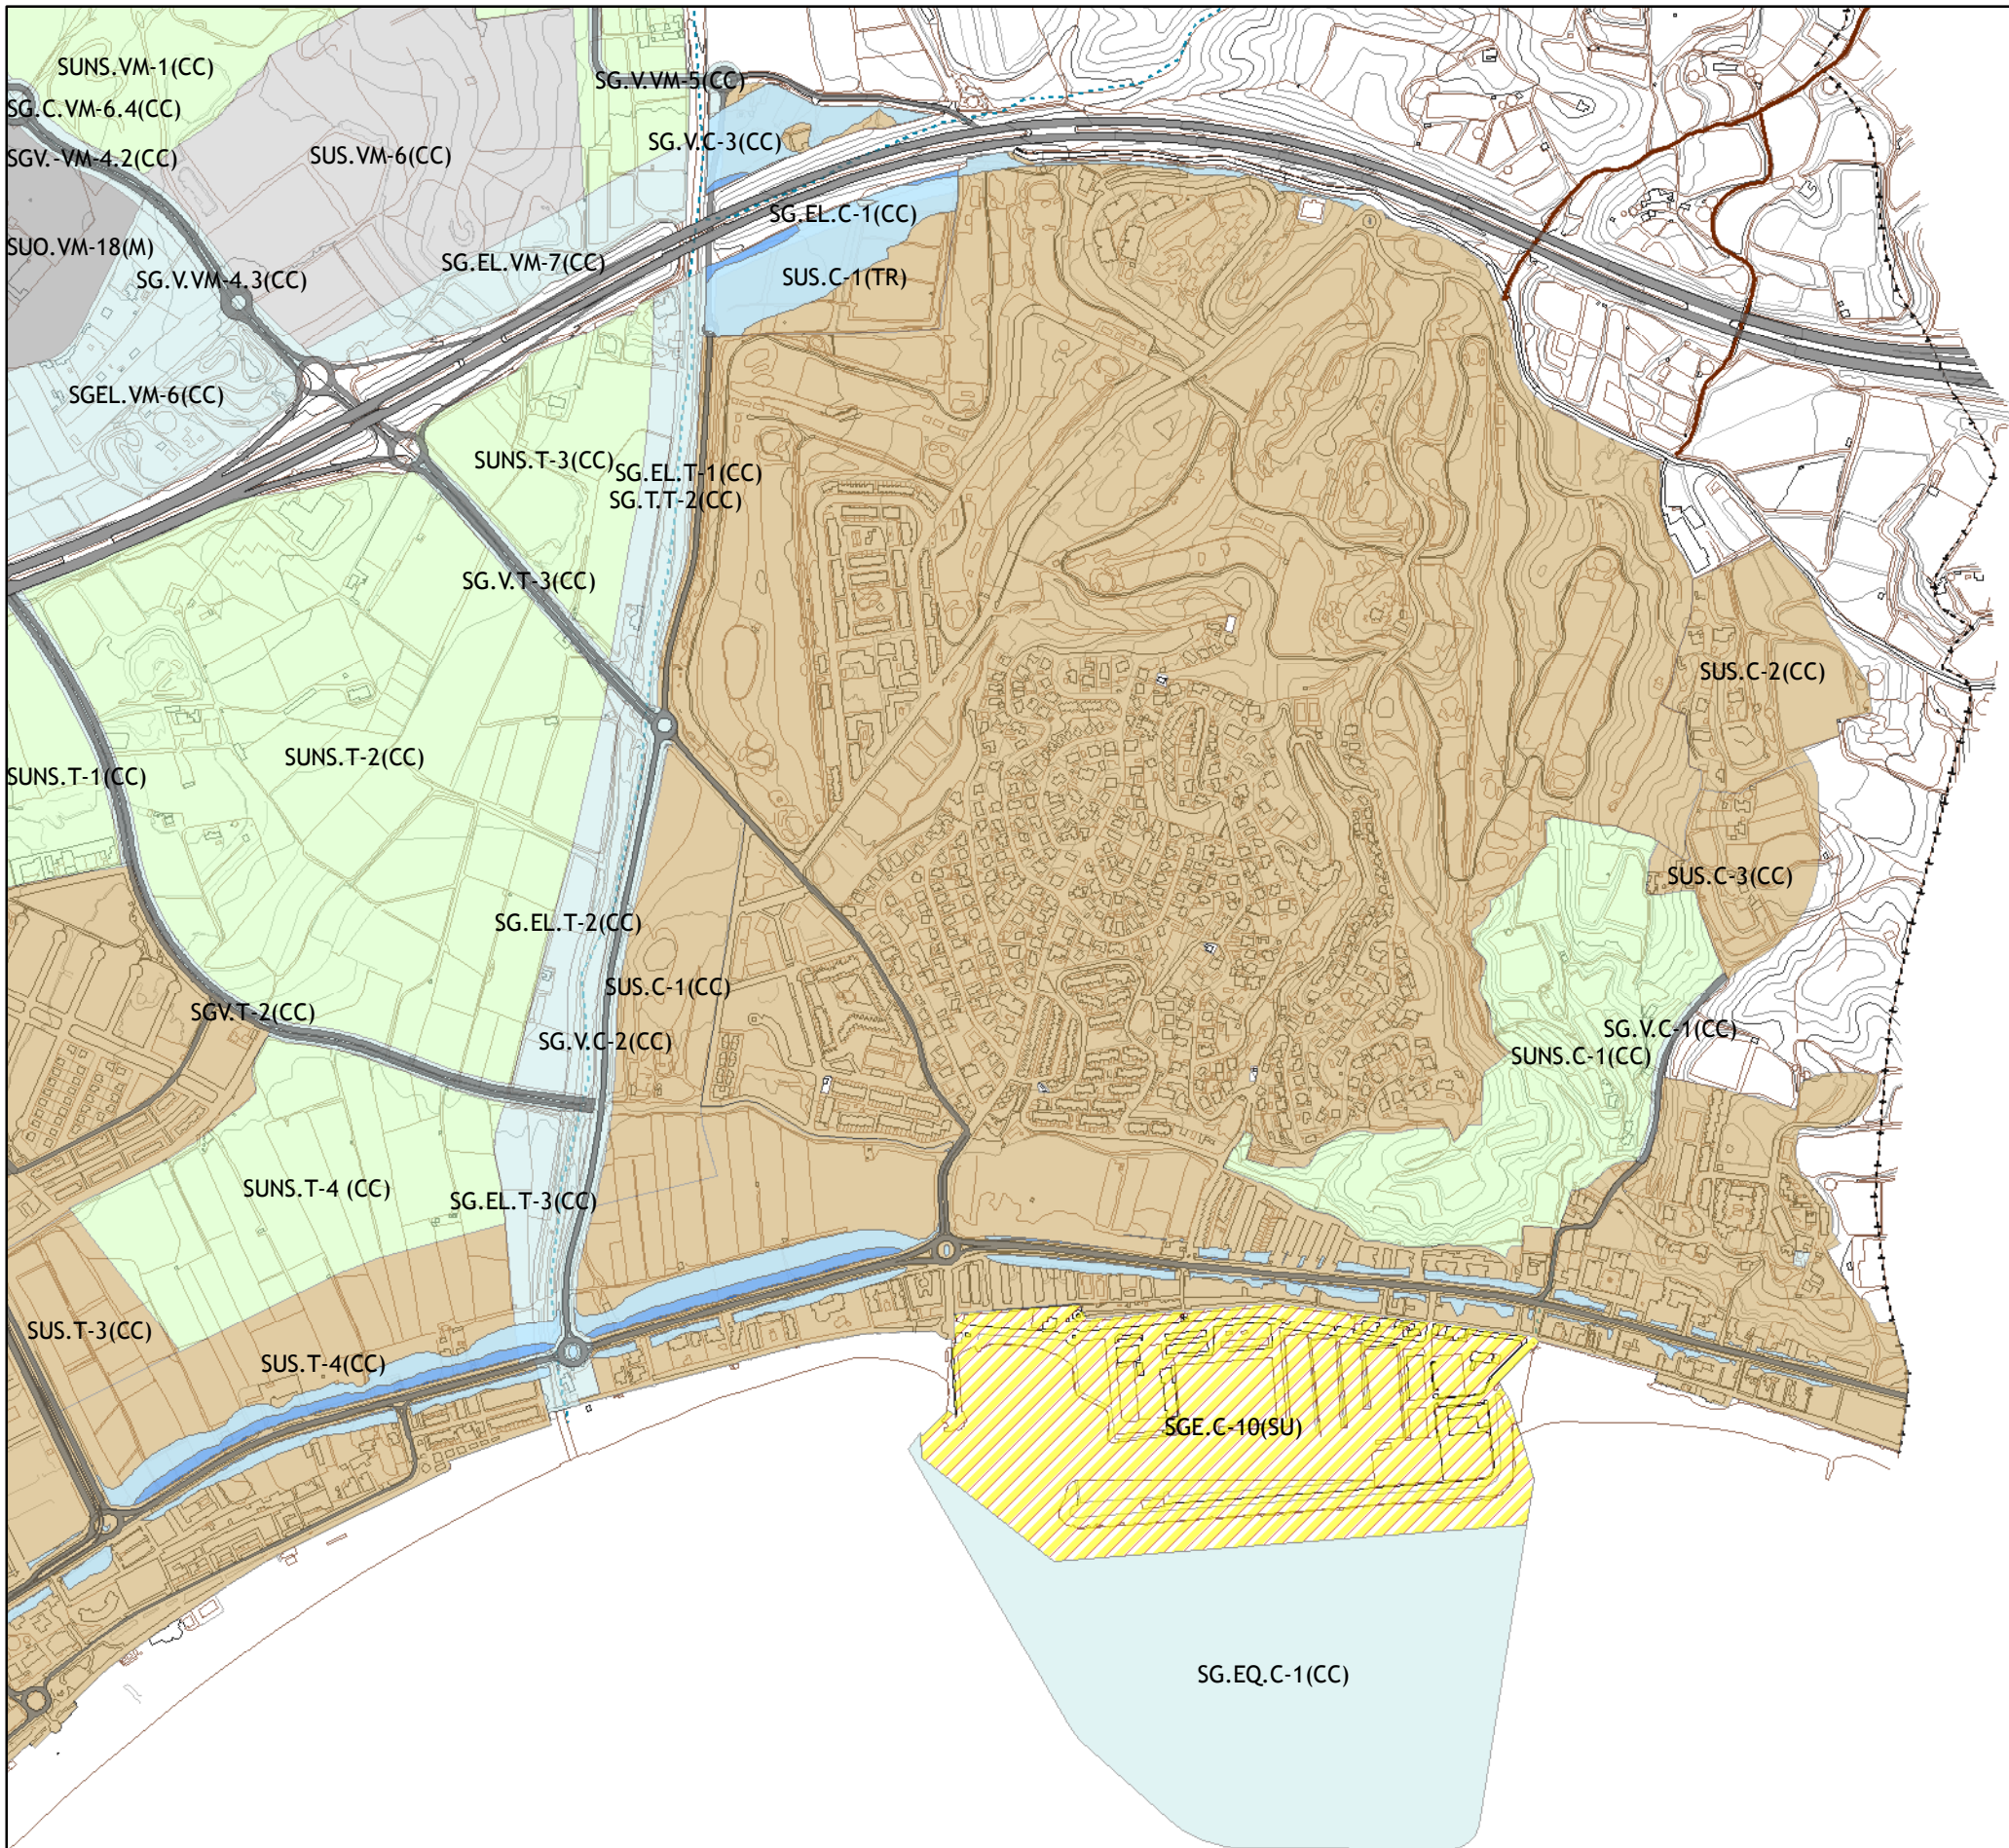 SUNS.VM-1(CC)
SG.V.VM-5(CC)
SG.C.VM-6.4(CC)
SG.V.C-3(CC)
SGV.-VM-4.2(CC)
SUS.VM-6(CC)
SG.EL.C-1(CC)
SUO.VM-18(M)
SG.EL.VM-7(CC)
SG.V.VM-4.3(CC)
SUS.C-1(TR)
SGEL.VM-6(CC)
SUNS.T-3(CC)
SG.EL.T-1(CC)
SG.T.T-2(CC)
SG.V.T-3(CC)
SUS.C-2(CC)
SUNS.T-2(CC)
SUNS.T-1(CC)
SUS.C-3(CC)
SG.EL.T-2(CC)
SUS.C-1(CC)
SGV.T-2(CC)
SG.V.C-1(CC)
SG.V.C-2(CC)
SUNS.C-1(CC)
SUNS.T-4 (CC)
SG.EL.T-3(CC)
SUS.T-3(CC)
SUS.T-4(CC)
SGE.C-10(SU)
SG.EQ.C-1(CC)